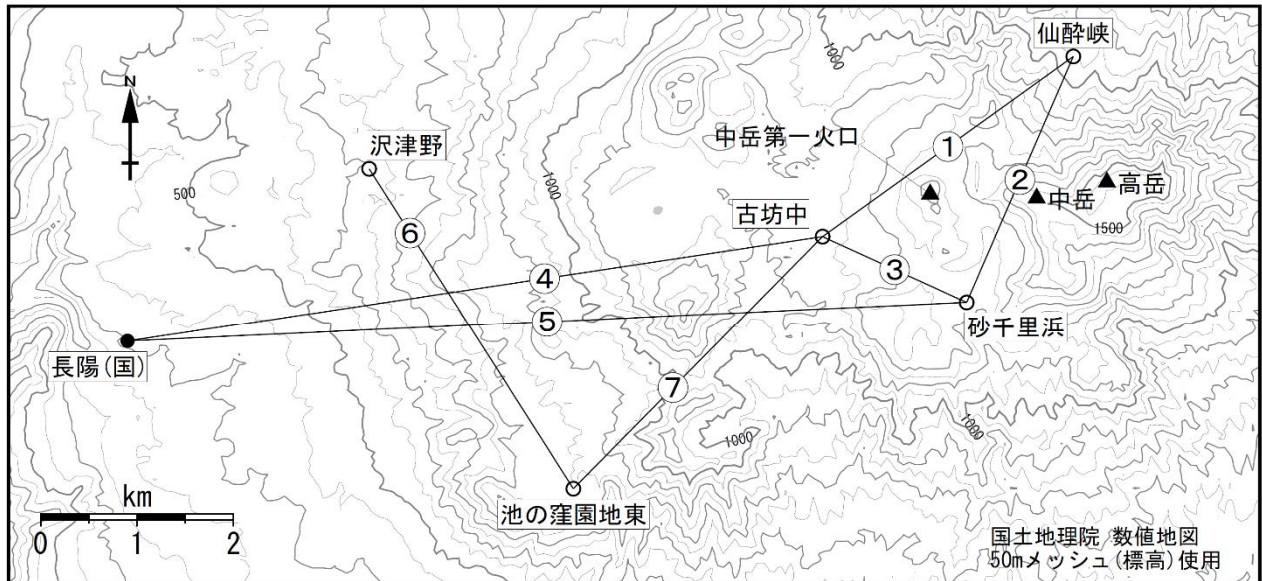 仙酔峡
1000
N
中岳第一火口
①
沢津野
②
高岳
500
1000
中岳
古坊中
1500
⑥
③
④
⑤
砂千里浜
長陽(国)
⑦
1000
1000
km
池の窪園地東
0 1 2
国土地理院 数値地図
50mメッシュ(標高)使用